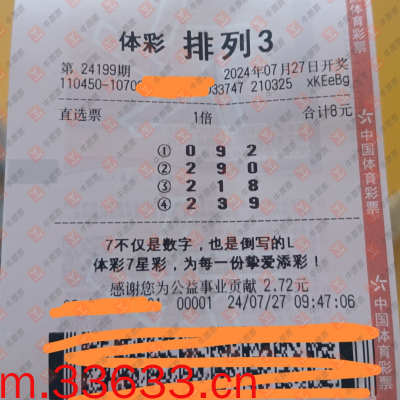 体彩 排列3
第 24199期 2024年07月27日开奖
110450-1070 033747 210325 xKEeBg
直选票 1倍 合计8元
① 0 9 2
② 2 9 0
③ 2 1 8
④ 2 3 9
7不仅是数字，也是倒写的L
体彩7星彩，为每一份挚爱添彩！
感谢您为公益事业贡献 2.72元
01 00001 24/07/27 09:47:06
m.33633.cn
体育彩票
中国体育彩票
中国体育